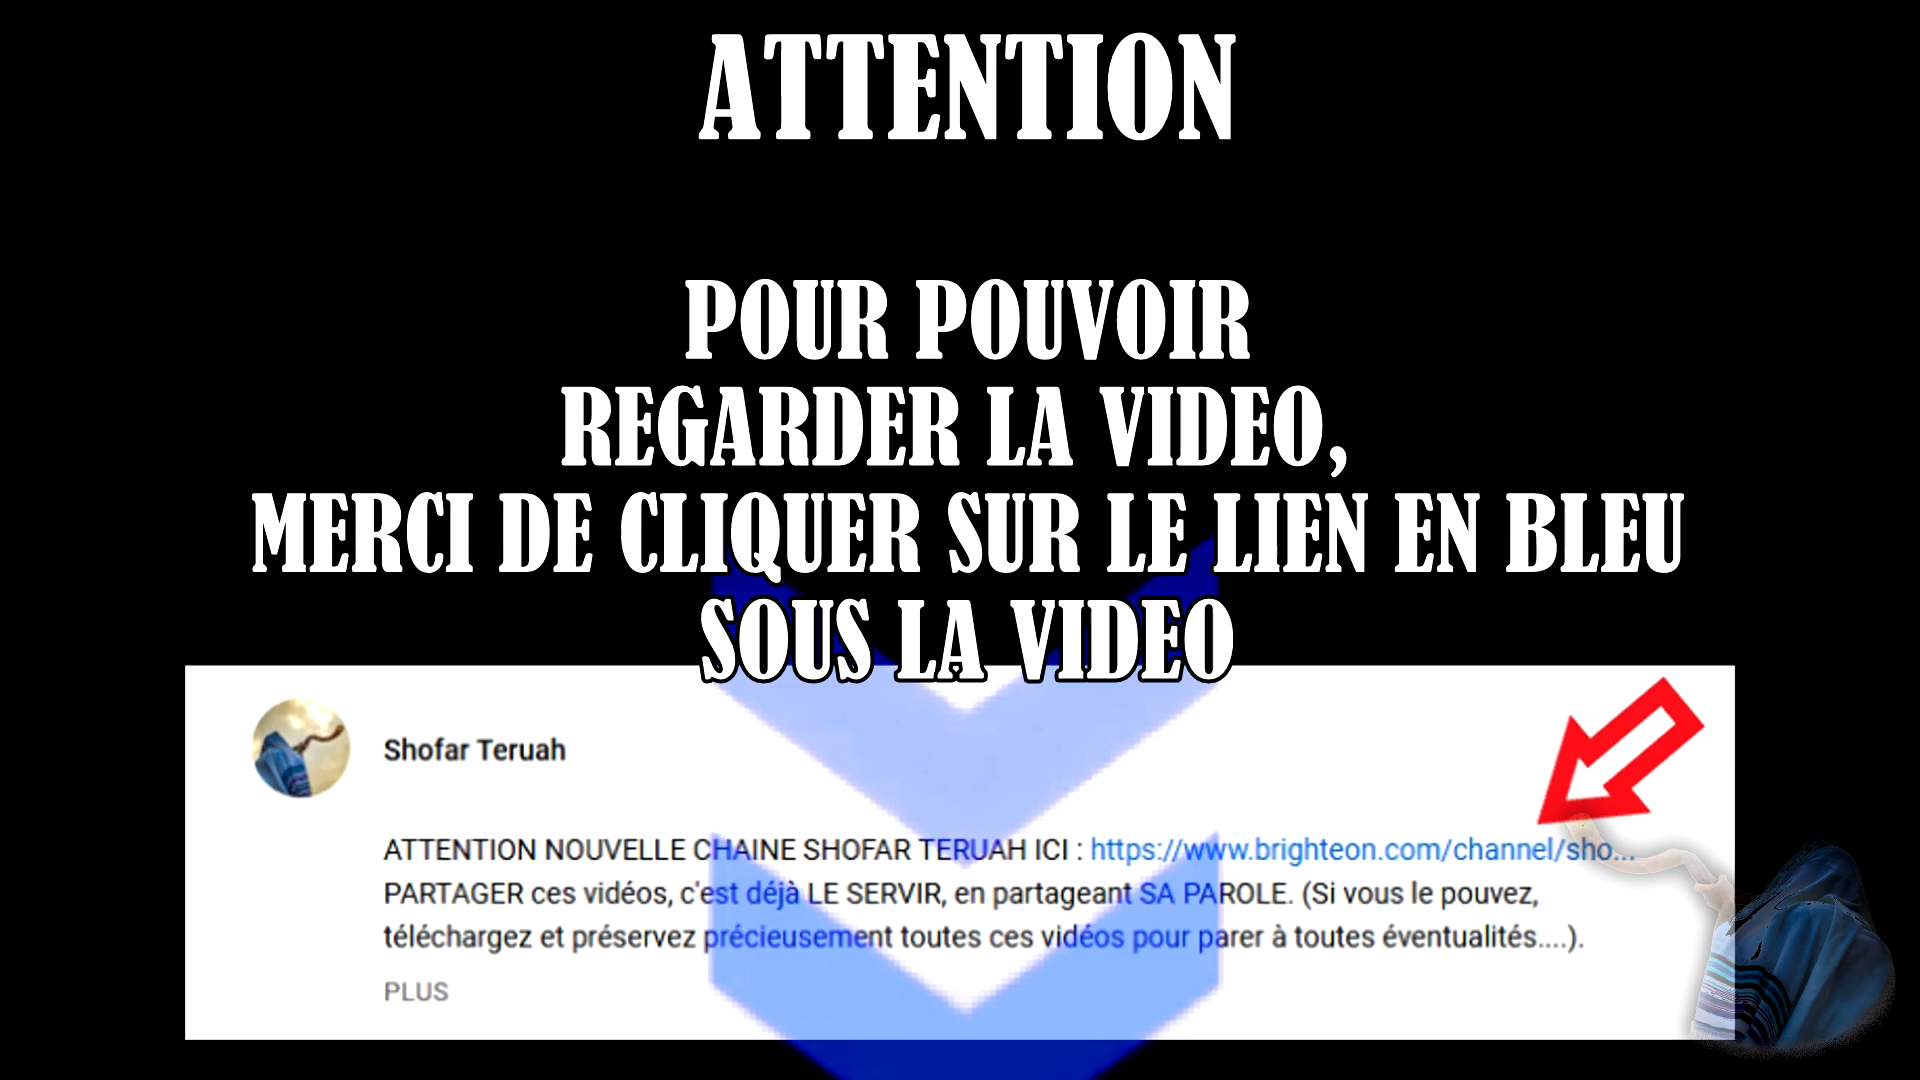 ATTENTION
POUR POUVOIR
REGARDER LA VIDEO,
MERCI DE CLIQUER SUR LE LIEN EN BLEU
SOUS LA VIDEO
Shofar Teruah
ATTENTION NOUVELLE CHAINE SHOFAR TERUAH ICI : https://www.brighteon.com/channel/sho...
PARTAGER ces vidéos, c'est déjà LE SERVIR, en partageant SA PAROLE. (Si vous le pouvez,
téléchargez et préservez précieusement toutes ces vidéos pour parer à toutes éventualités....).
PLUS